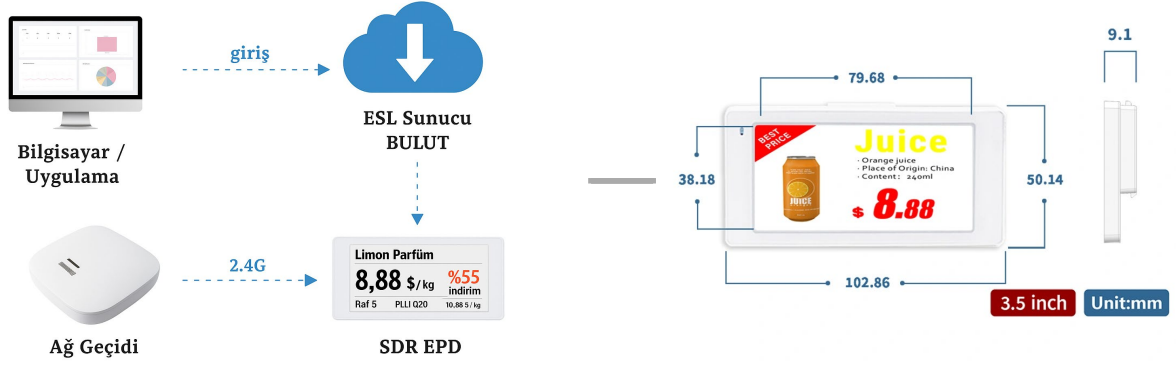 giriş
ESL Sunucu
BULUT
Bilgisayar /
Uygulama
2.4G
Limon Parfüm
8,88 $/kg
%55
indirim
Raf 5 PLLI Q20 10.88 5 / kg
Ağ Geçidi
SDR EPD
9.1
79.68
BEST
PRICE
Juice
· Orange juice
· Place of Origin: China
· Content: 240ml
JUICE
$ 8.88
38.18
50.14
102.86
3.5 inch
Unit:mm